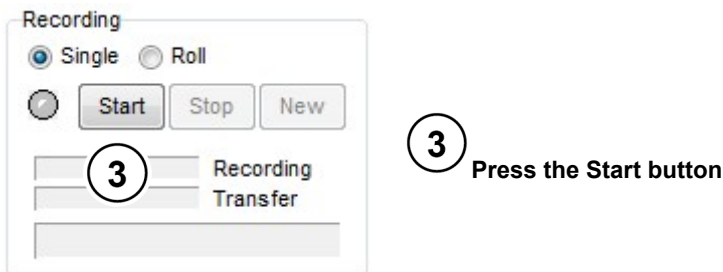 Recording
Single Roll
Start Stop New
3 Recording
Transfer
3
Press the Start button